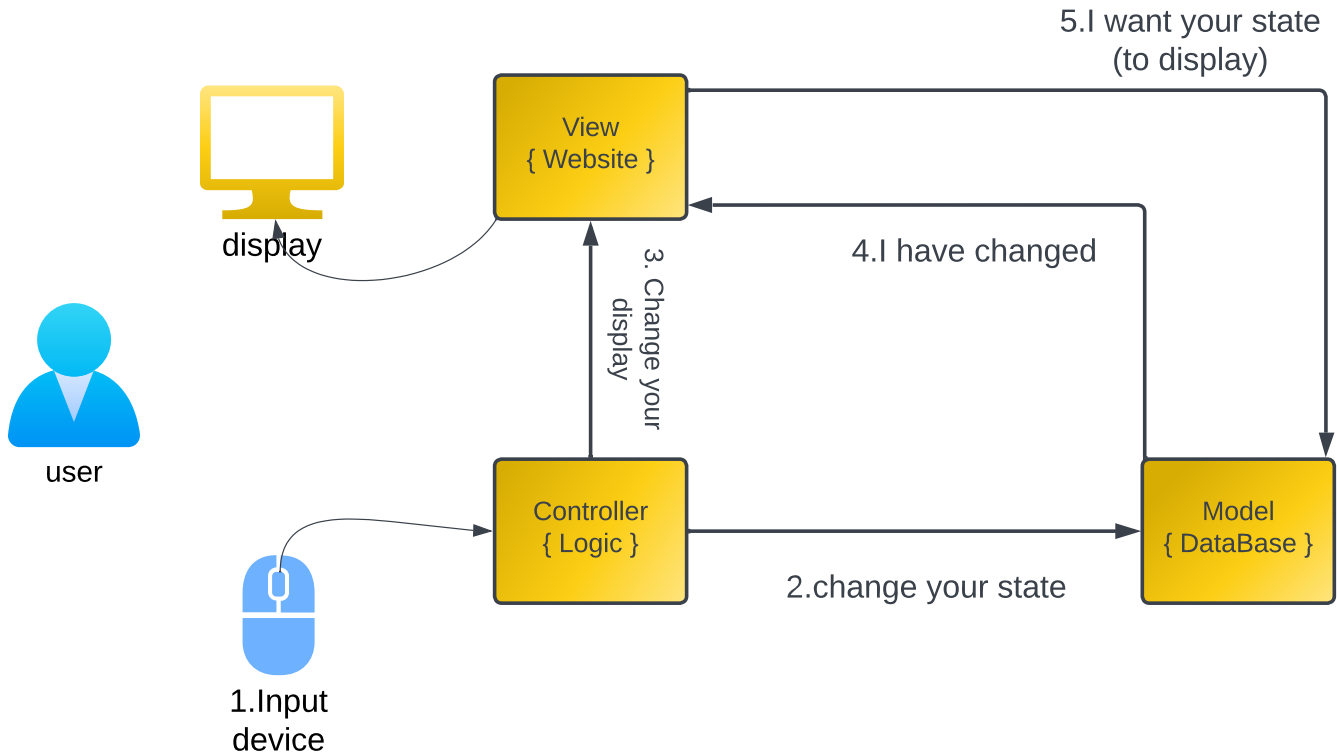 5.I want your state
(to display)
View
{ Website }
display
4.I have changed
3. Change your
display
user
Controller
{ Logic }
Model
{ DataBase }
2.change your state
1.Input
device